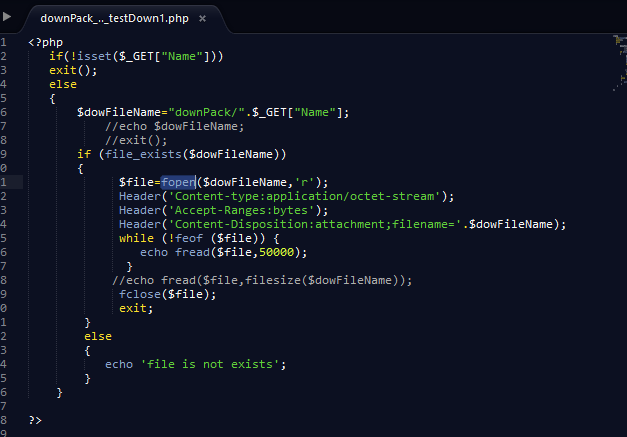 downPack_.._testDown1.php ×
1 <?php
2 if(!isset($_GET["Name"]))
3 exit();
4 else
5 {
6 $dowFileName="downPack/".$_GET["Name"];
7 //echo $dowFileName;
8 //exit();
9 if (file_exists($dowFileName))
0 {
1 $file=fopen($dowFileName,'r');
2 Header('Content-type:application/octet-stream');
3 Header('Accept-Ranges:bytes');
4 Header('Content-Disposition:attachment;filename='.$dowFileName);
5 while (!feof ($file)) {
6 echo fread($file,50000);
7 }
8 //echo fread($file,filesize($dowFileName));
9 fclose($file);
0 exit;
1 }
2 else
3 {
4 echo 'file is not exists';
5 }
6 }
7
8 ?>
9